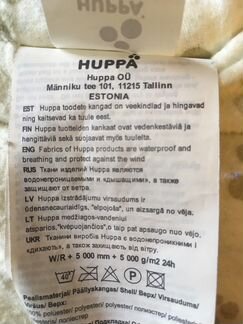 HUPPA
HUPPA
Huppa OÜ
Männiku tee 101, 11215 Tallinn
ESTONIA
EST Huppa toodete kangad on veekindlad ja hingavad
ning kaitsevad ka tuule eest.
FIN Huppa tuotteiden kankaat ovat vedenkestäviä ja
hengittäviä sekä suojaavat myös tuulelta.
ENG Fabrics of Huppa products are waterproof and
breathing and protect against the wind
RUS Ткани изделий Huppa являются
водонепроницаемыми и «дышащими», а также
защищают от ветра.
LV Huppa izstrādājumu virsaudums ir
ūdensnecaurlaidīgs, „elpojošs", un aizsargā no vēja.
LT Huppa medžiagos-vandeniui
atsparios,"kvėpuojančios",o taip pat apsaugo nuo vėjo.
UKR Тканини виробів Huppa є водонепроникними і
«дихають», а також захищають від вітру.
W/R + 5 000 mm + 5 000 g/m2 24h
40°
Pealismaterjal/ Päällyskangas/ Shell/ Верх/ Virsaudums/
Viršus/ Верх:
100% polüester/ polyesteri/ polyester/